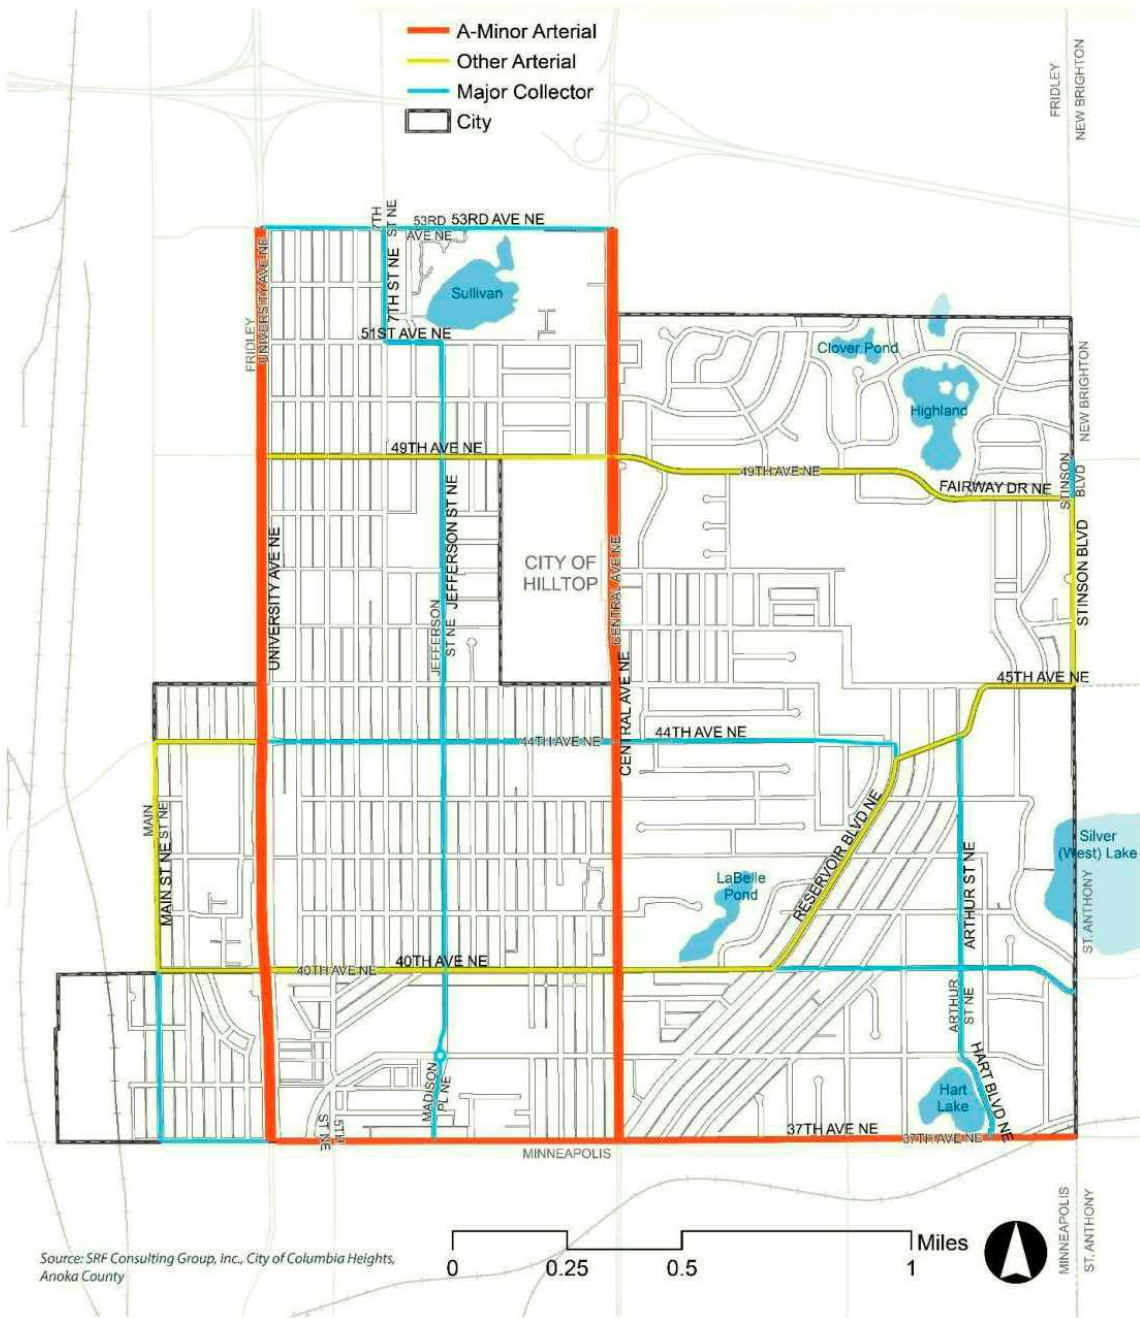 A-Minor Arterial
Other Arterial
Major Collector
City
FRIDLEY
NEW BRIGHTON
7TH
ST NE
53RD
AVE NE
53RD AVE NE
UNIVERSITY AVE NE
7TH ST NE
Sullivan
51ST AVE NE
FRIDLEY
Clover Pond
NEW BRIGHTON
Highland
49TH AVE NE
49TH AVE NE
FAIRWAY DR NE
STINSON
BLVD
JEFFERSON ST NE
CITY OF
HILLTOP
UNIVERSITY AVE NE
CENTRAL AVE NE
STINSON BLVD
JEFFERSON
ST NE
CENTRAL AVE NE
45TH AVE NE
44TH AVE NE
44TH AVE NE
MAIN
ST NE
MAIN ST NE
RESERVOIR BLVD NE
Silver
(West) Lake
LaBelle
Pond
ARTHUR ST NE
ST. ANTHONY
40TH AVE NE
40TH AVE NE
ARTHUR
ST NE
MADISON
PL NE
HART BLVD NE
Hart
Lake
5TH
ST NE
37TH AVE NE
37TH AVE NE
MINNEAPOLIS
MINNEAPOLIS
ST. ANTHONY
Source: SRF Consulting Group, Inc., City of Columbia Heights,
Anoka County
0 0.25 0.5 1 Miles